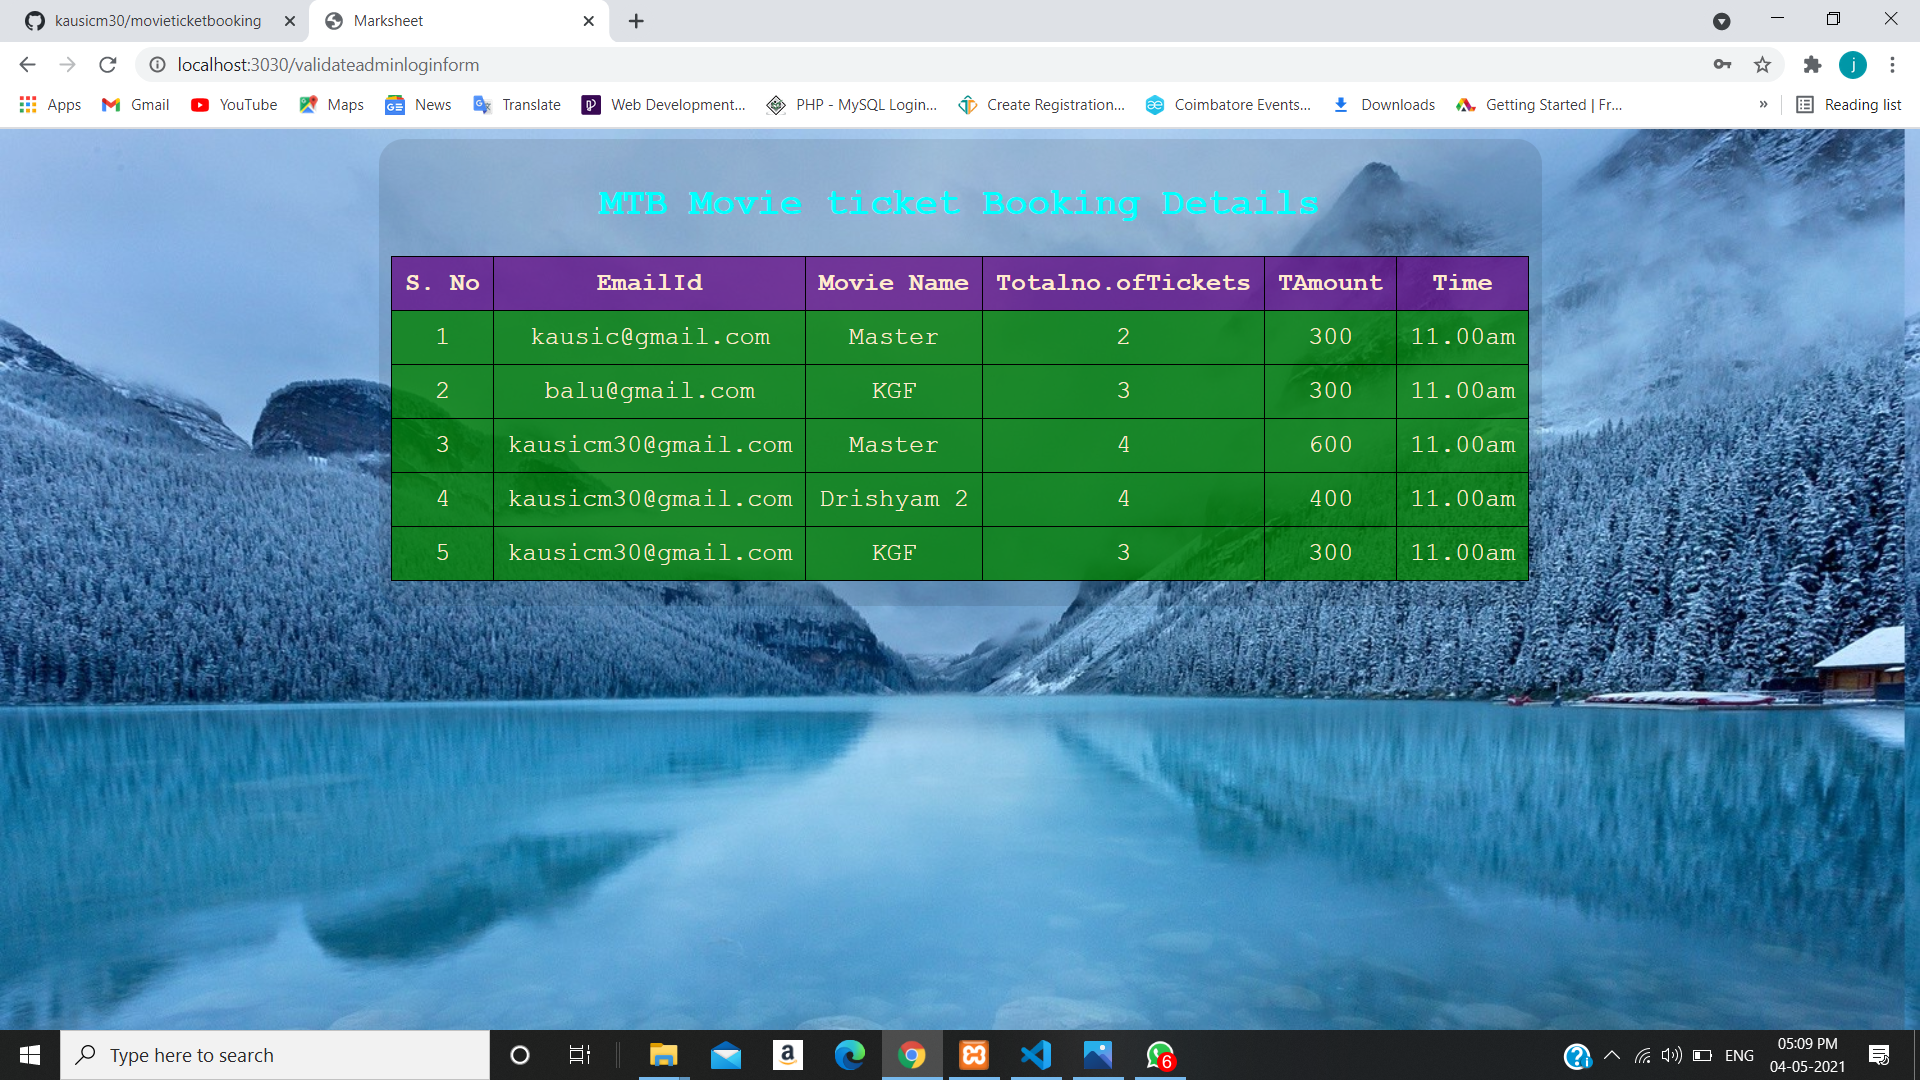 kausicm30/movieticketbooking
Marksheet
localhost:3030/validateadminloginform
j
Apps Gmail YouTube Maps News Translate Web Development... PHP - MySQL Login... Create Registration... Coimbatore Events... Downloads Getting Started | Fr... » Reading list
MTB Movie ticket Booking Details
S. No EmailId Movie Name Totalno.ofTickets TAmount Time
1 kausic@gmail.com Master 2 300 11.00am
2 balu@gmail.com KGF 3 300 11.00am
3 kausicm30@gmail.com Master 4 600 11.00am
4 kausicm30@gmail.com Drishyam 2 4 400 11.00am
5 kausicm30@gmail.com KGF 3 300 11.00am
Type here to search
6
ENG
05:09 PM
04-05-2021